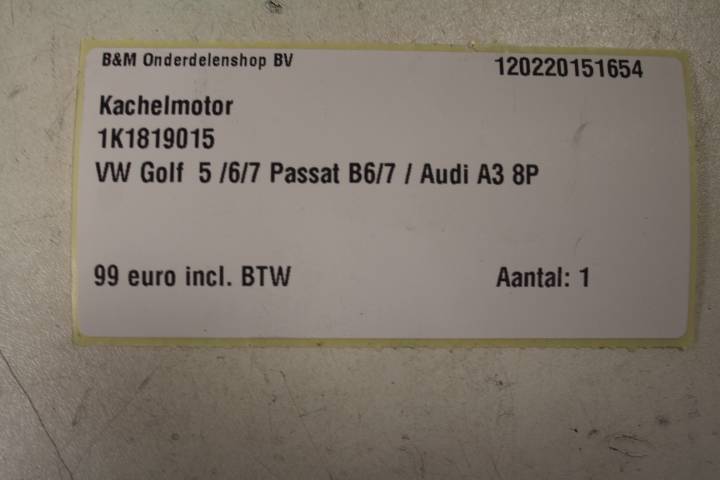 B&M Onderdelenshop BV 120220151654
Kachelmotor
1K1819015
VW Golf 5 /6/7 Passat B6/7 / Audi A3 8P
99 euro incl. BTW Aantal: 1